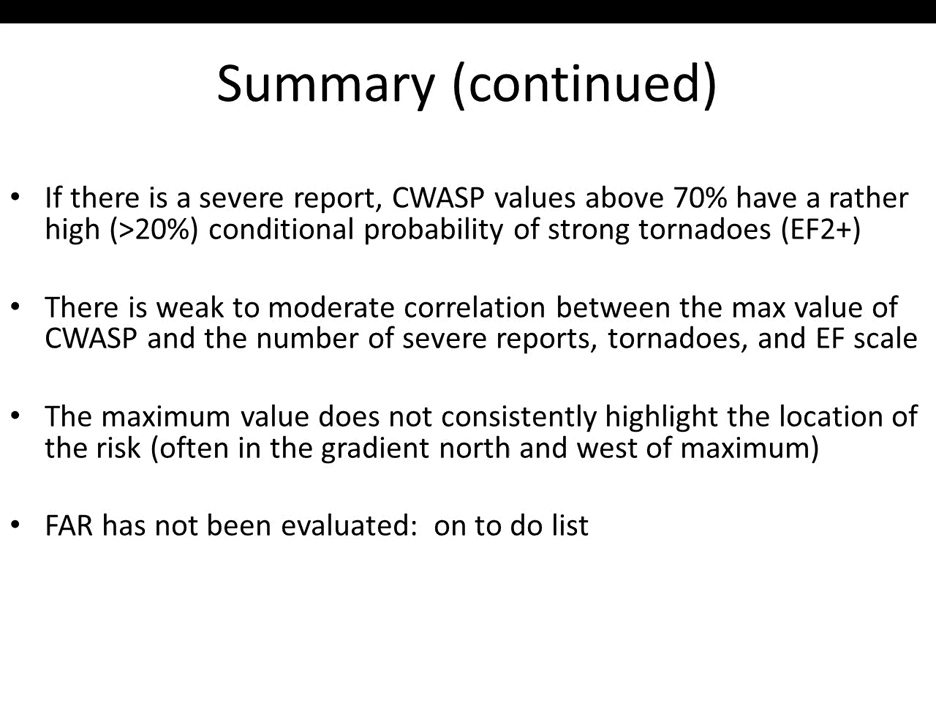 Summary (continued)
• If there is a severe report, CWASP values above 70% have a rather
high (>20%) conditional probability of strong tornadoes (EF2+)
• There is weak to moderate correlation between the max value of
CWASP and the number of severe reports, tornadoes, and EF scale
• The maximum value does not consistently highlight the location of
the risk (often in the gradient north and west of maximum)
• FAR has not been evaluated:  on to do list